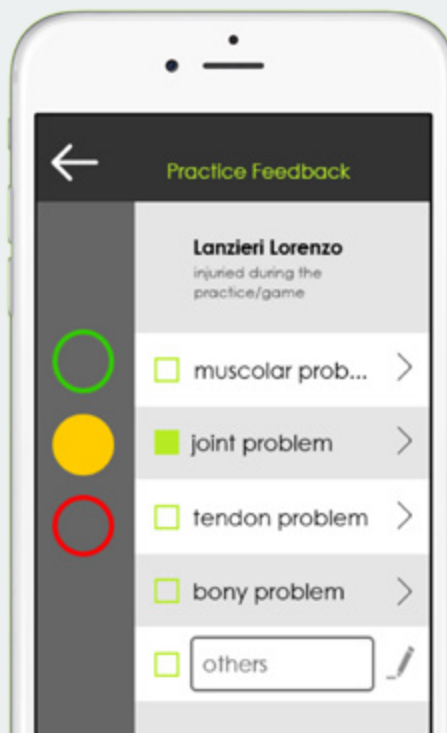 Practice Feedback
Lanzieri Lorenzo
injuried during the
practice/game
muscolar prob...
joint problem
tendon problem
bony problem
others